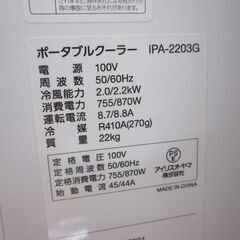 ポータブルクーラー IPA-2203G
電源 100V
周波数 50/60Hz
冷風能力 2.0/2.2kW
消費電力 755/870W
運転電流 8.7/8.8A
冷媒 R410A(270g)
質量 22kg
定格電圧 100V
定格周波数 50/60Hz
定格消費電力 755/870W
始動電流 45/44A
PS
E
アイリスオーヤマ
株式会社
MADE IN CHINA